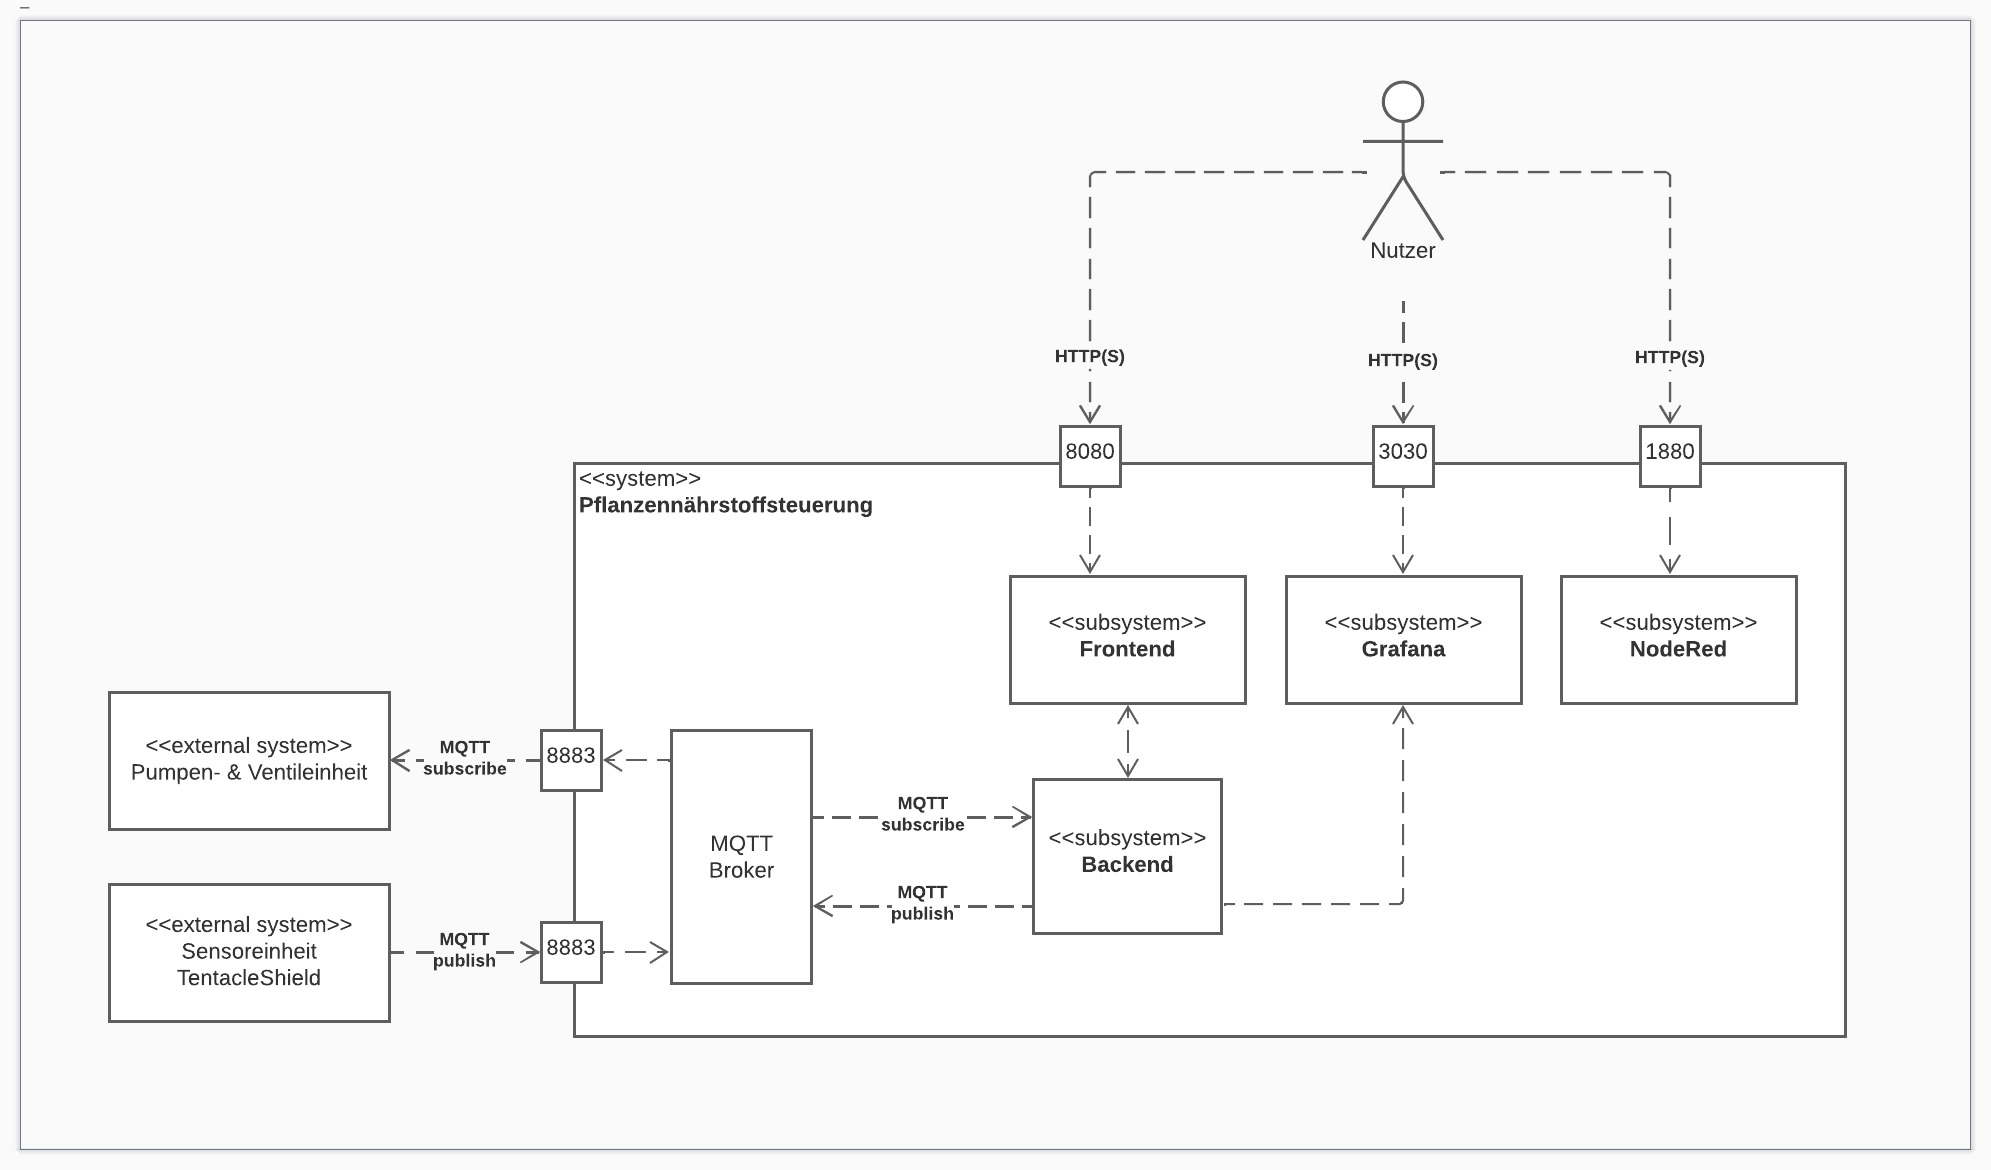 Nutzer
HTTP(S)
HTTP(S)
HTTP(S)
8080
3030
1880
<<system>>
Pflanzennährstoffsteuerung
<<subsystem>>
Frontend
<<subsystem>>
Grafana
<<subsystem>>
NodeRed
<<external system>>
Pumpen- & Ventileinheit
MQTT
subscribe
8883
MQTT
Broker
MQTT
subscribe
MQTT
publish
<<subsystem>>
Backend
<<external system>>
Sensoreinheit
TentacleShield
MQTT
publish
8883